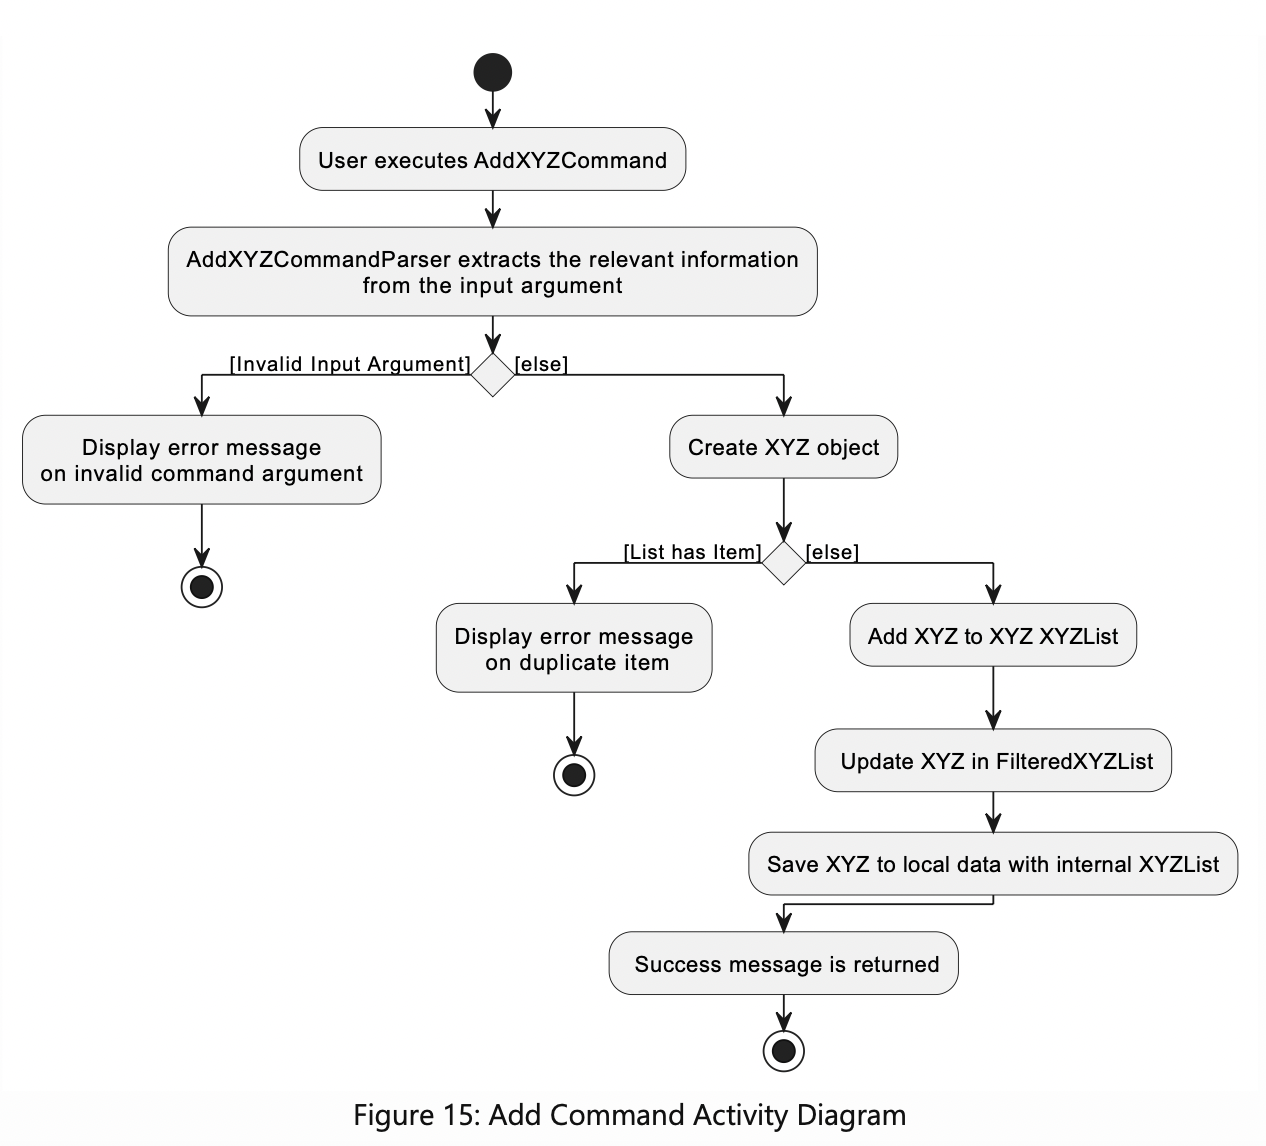 User executes AddXYZCommand
AddXYZCommandParser extracts the relevant information
from the input argument
[Invalid Input Argument]
[else]
Display error message
on invalid command argument
Create XYZ object
[List has Item]
[else]
Display error message
on duplicate item
Add XYZ to XYZ XYZList
Update XYZ in FilteredXYZList
Save XYZ to local data with internal XYZList
Success message is returned
Figure 15: Add Command Activity Diagram